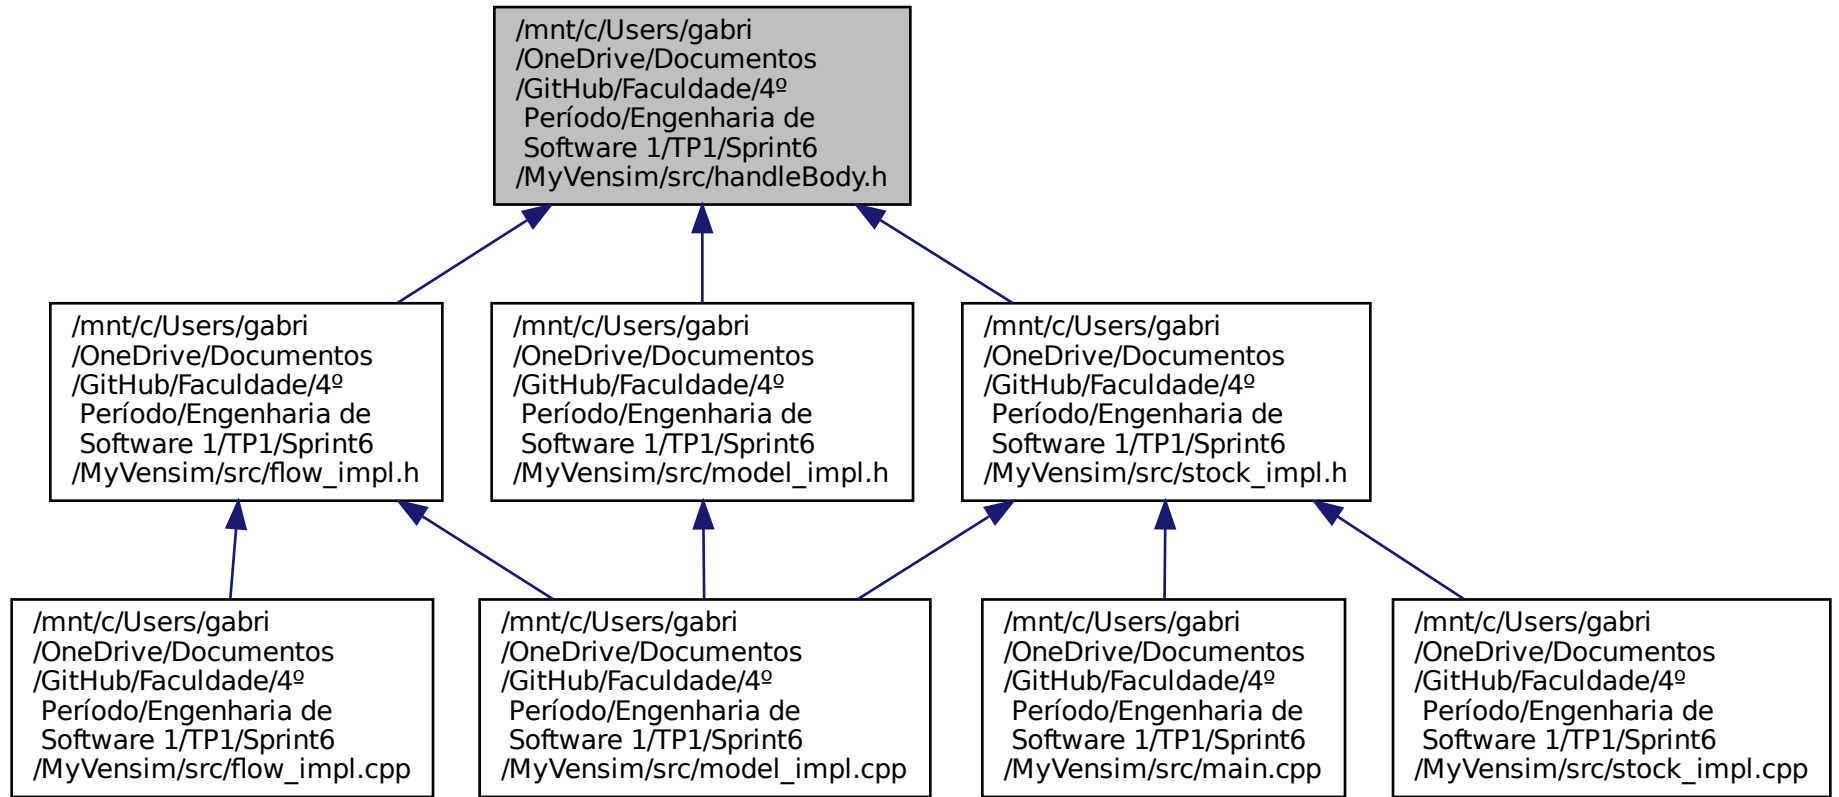 /mnt/c/Users/gabri
/OneDrive/Documentos
/GitHub/Faculdade/4º
Período/Engenharia de
Software 1/TP1/Sprint6
/MyVensim/src/handleBody.h
/mnt/c/Users/gabri
/OneDrive/Documentos
/GitHub/Faculdade/4º
Período/Engenharia de
Software 1/TP1/Sprint6
/MyVensim/src/flow_impl.h
/mnt/c/Users/gabri
/OneDrive/Documentos
/GitHub/Faculdade/4º
Período/Engenharia de
Software 1/TP1/Sprint6
/MyVensim/src/model_impl.h
/mnt/c/Users/gabri
/OneDrive/Documentos
/GitHub/Faculdade/4º
Período/Engenharia de
Software 1/TP1/Sprint6
/MyVensim/src/stock_impl.h
/mnt/c/Users/gabri
/OneDrive/Documentos
/GitHub/Faculdade/4º
Período/Engenharia de
Software 1/TP1/Sprint6
/MyVensim/src/flow_impl.cpp
/mnt/c/Users/gabri
/OneDrive/Documentos
/GitHub/Faculdade/4º
Período/Engenharia de
Software 1/TP1/Sprint6
/MyVensim/src/model_impl.cpp
/mnt/c/Users/gabri
/OneDrive/Documentos
/GitHub/Faculdade/4º
Período/Engenharia de
Software 1/TP1/Sprint6
/MyVensim/src/main.cpp
/mnt/c/Users/gabri
/OneDrive/Documentos
/GitHub/Faculdade/4º
Período/Engenharia de
Software 1/TP1/Sprint6
/MyVensim/src/stock_impl.cpp